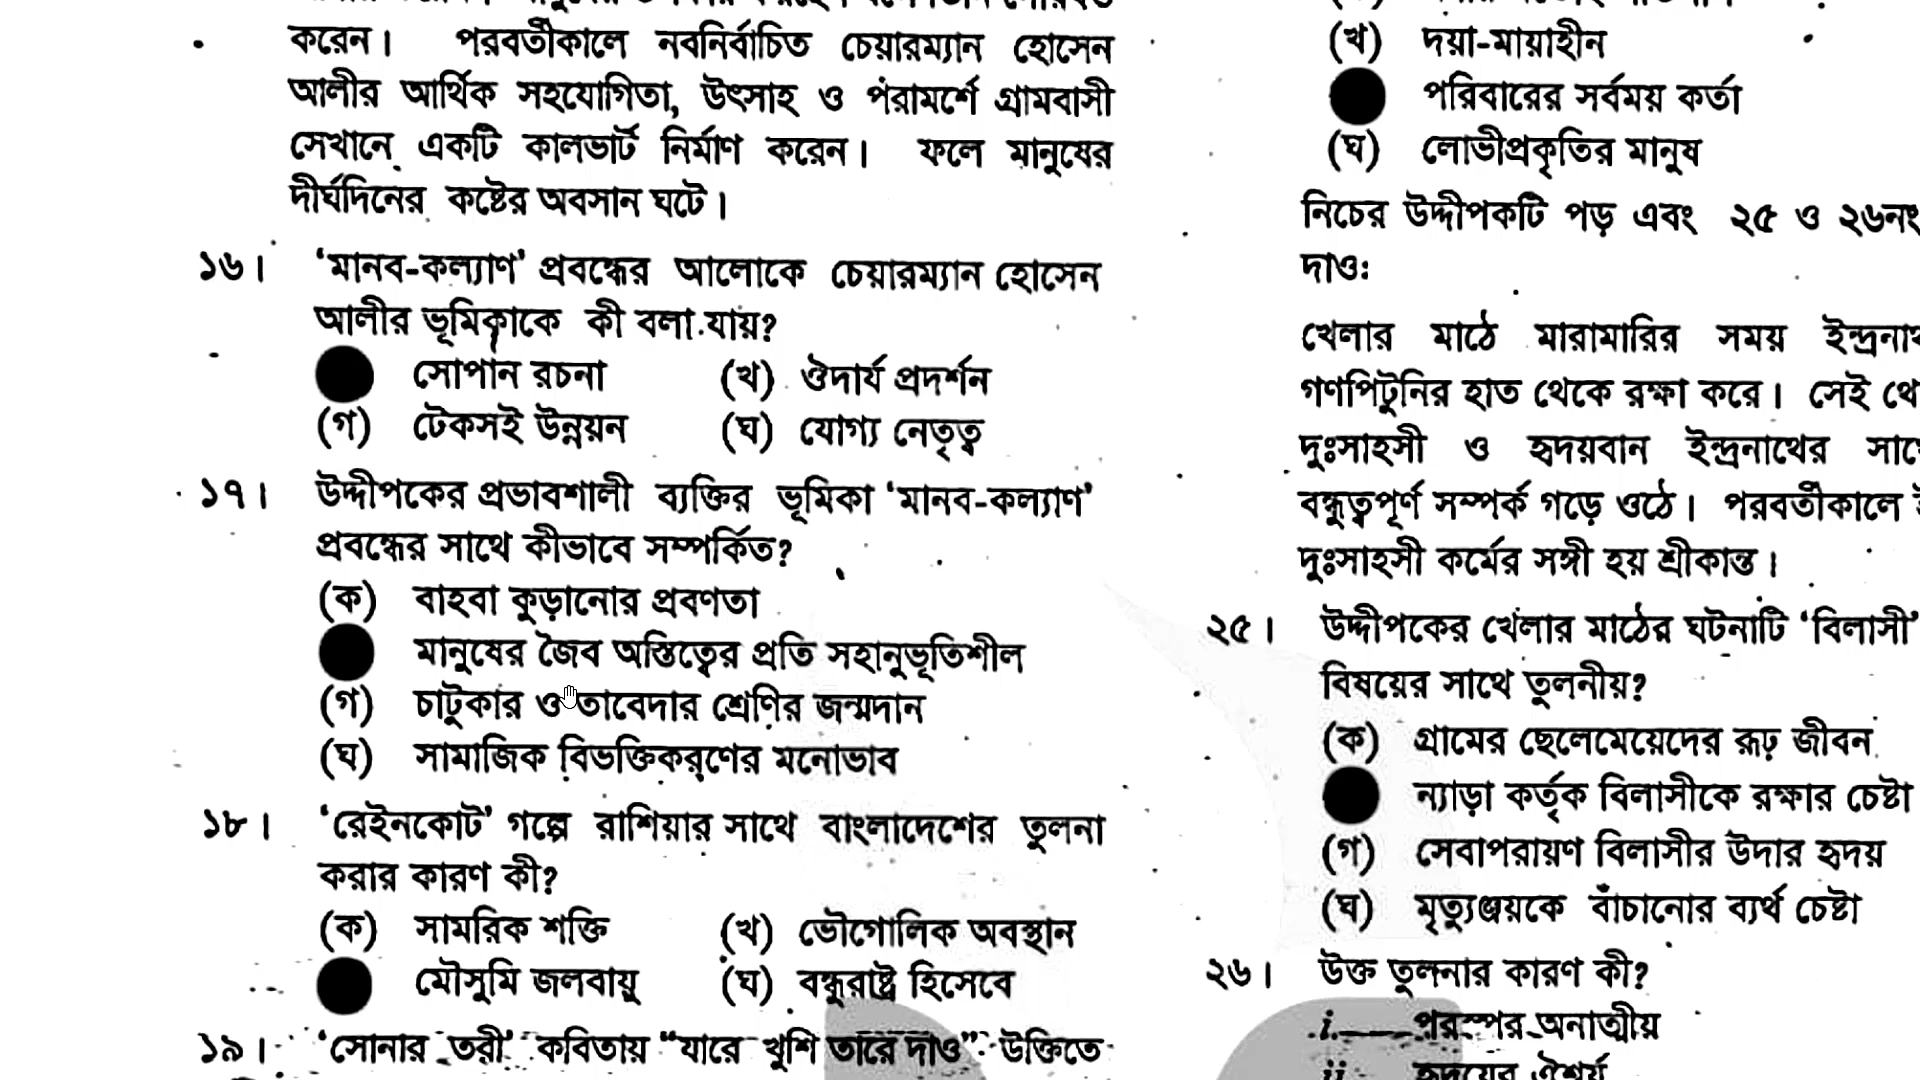 করেন। পরবর্তীকালে নবনির্বাচিত চেয়ারম্যান হোসেন
আলীর আর্থিক সহযোগিতা, উৎসাহ ও পরামর্শে গ্রামবাসী
সেখানে একটি কালভার্ট নির্মাণ করেন। ফলে মানুষের
দীর্ঘদিনের কষ্টের অবসান ঘটে।
১৬। ‘মানব-কল্যাণ’ প্রবন্ধের আলোকে চেয়ারম্যান হোসেন
আলীর ভূমিকাকে কী বলা যায়?
সোপান রচনা (খ) ঔদার্য প্রদর্শন
(গ) টেকসই উন্নয়ন (ঘ) যোগ্য নেতৃত্ব
১৭। উদ্দীপকের প্রভাবশালী ব্যক্তির ভূমিকা ‘মানব-কল্যাণ’
প্রবন্ধের সাথে কীভাবে সম্পর্কিত?
(ক) বাহবা কুড়ানোর প্রবণতা
মানুষের জৈব অস্তিত্বের প্রতি সহানুভূতিশীল
(গ) চাটুকার ও তাবেদার শ্রেণির জন্মদান
(ঘ) সামাজিক বিভক্তিকরণের মনোভাব
১৮। ‘রেইনকোট’ গল্পে রাশিয়ার সাথে বাংলাদেশের তুলনা
করার কারণ কী?
(ক) সামরিক শক্তি (খ) ভৌগোলিক অবস্থান
মৌসুমি জলবায়ু (ঘ) বন্ধুরাষ্ট্র হিসেবে
১৯। ‘সোনার তরী’ কবিতায় “যারে খুশি তারে দাও” উক্তিতে
(খ) দয়া-মায়াহীন
পরিবারের সর্বময় কর্তা
(ঘ) লোভীপ্রকৃতির মানুষ
নিচের উদ্দীপকটি পড় এবং ২৫ ও ২৬নং
দাও:
খেলার মাঠে মারামারির সময় ইন্দ্রনাথ
গণপিটুনির হাত থেকে রক্ষা করে। সেই থে
দুঃসাহসী ও হৃদয়বান ইন্দ্রনাথের সাথে
বন্ধুত্বপূর্ণ সম্পর্ক গড়ে ওঠে। পরবর্তীকালে
দুঃসাহসী কর্মের সঙ্গী হয় শ্রীকান্ত।
২৫। উদ্দীপকের খেলার মাঠের ঘটনাটি ‘বিলাসী’
বিষয়ের সাথে তুলনীয়?
(ক) গ্রামের ছেলেমেয়েদের রূঢ় জীবন
ন্যাড়া কর্তৃক বিলাসীকে রক্ষার চেষ্টা
(গ) সেবাপরায়ণ বিলাসীর উদার হৃদয়
(ঘ) মৃত্যুঞ্জয়কে বাঁচানোর ব্যর্থ চেষ্টা
২৬। উক্ত তুলনার কারণ কী?
i. পরস্পর অনাত্মীয়
ii. হৃদয়ের ঐশ্বর্য